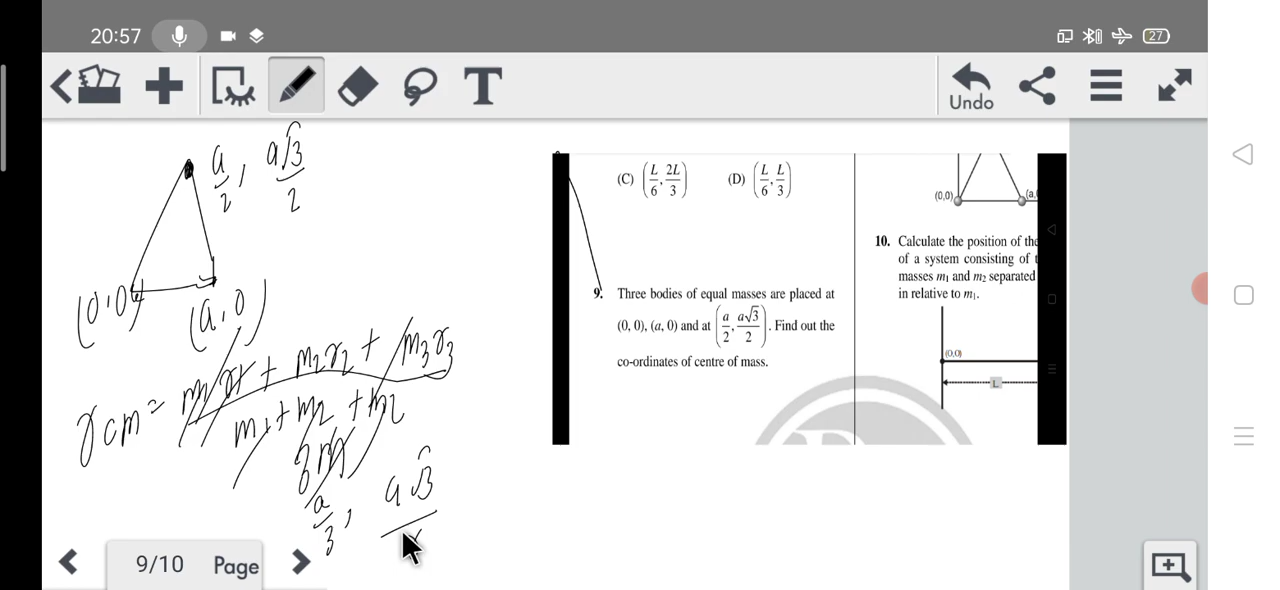 20:57
27
T
Undo
a/2, a√3/2
(0,0)
(a,0)
xcm = m1x1 + m2x2 + m3x3
m1 + m2 + m2
3m
a/3, a√3
(C) (L/6, 2L/3) (D) (L/6, L/3)
9. Three bodies of equal masses are placed at
(0, 0), (a, 0) and at (a/2, a√3/2). Find out the
co-ordinates of centre of mass.
(0,0) (a,
10. Calculate the position of the
of a system consisting of t
masses m1 and m2 separated
in relative to m1.
(0,0)
L
9/10 Page